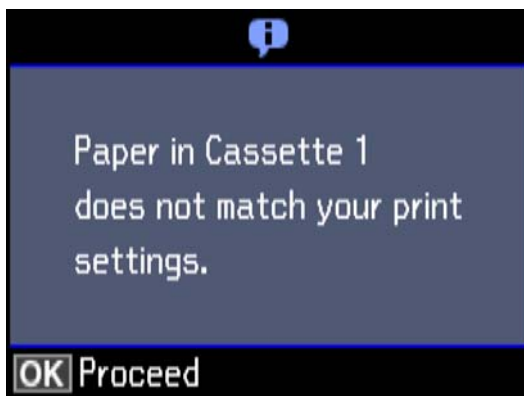 Paper in Cassette 1
does not match your print
settings.
OK Proceed